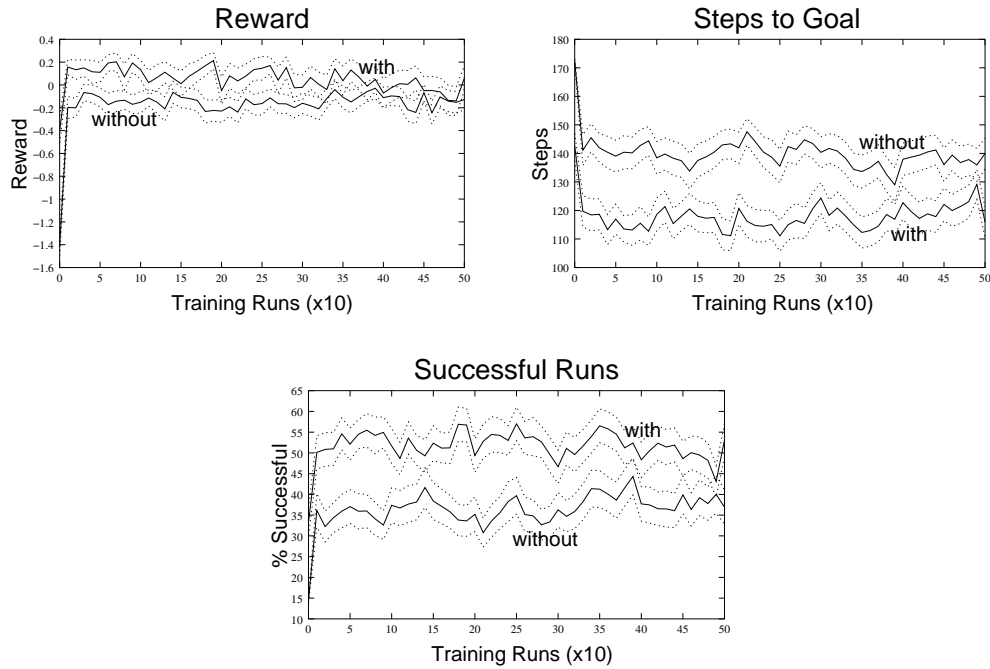 Reward
0.4
0.2
0
−0.2
−0.4
−0.6
−0.8
−1
−1.2
−1.4
−1.6
Reward
with
without
0 5 10 15 20 25 30 35 40 45 50
Training Runs (x10)
Steps to Goal
180
170
160
150
140
130
120
110
100
Steps
without
with
0 5 10 15 20 25 30 35 40 45 50
Training Runs (x10)
Successful Runs
65
60
55
50
45
40
35
30
25
20
15
10
% Successful
with
without
0 5 10 15 20 25 30 35 40 45 50
Training Runs (x10)